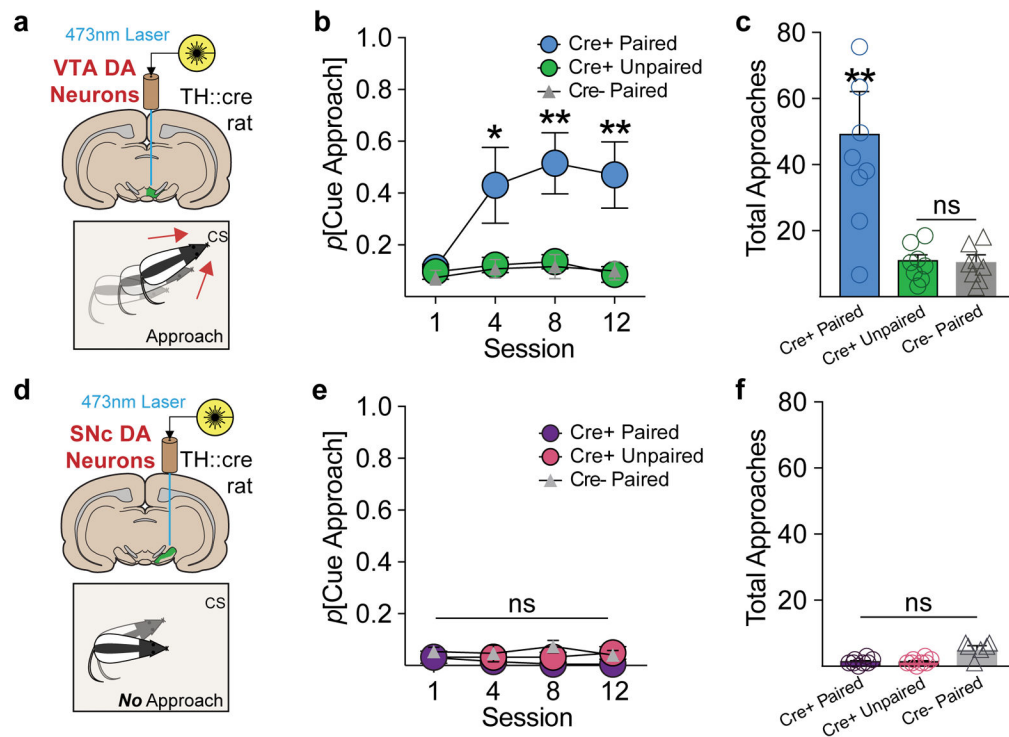 a
473nm Laser
VTA DA
Neurons
TH::cre
rat
CS
Approach
b
p[Cue Approach]
1.0
0.8
0.6
0.4
0.2
Cre+ Paired
Cre+ Unpaired
Cre- Paired
*
**
**
1 4 8 12
Session
c
Total Approaches
80
60
40
20
**
ns
Cre+ Paired
Cre+ Unpaired
Cre- Paired
d
473nm Laser
SNc DA
Neurons
TH::cre
rat
CS
No Approach
e
p[Cue Approach]
1.0
0.8
0.6
0.4
0.2
Cre+ Paired
Cre+ Unpaired
Cre- Paired
ns
1 4 8 12
Session
f
Total Approaches
80
60
40
20
ns
Cre+ Paired
Cre+ Unpaired
Cre- Paired